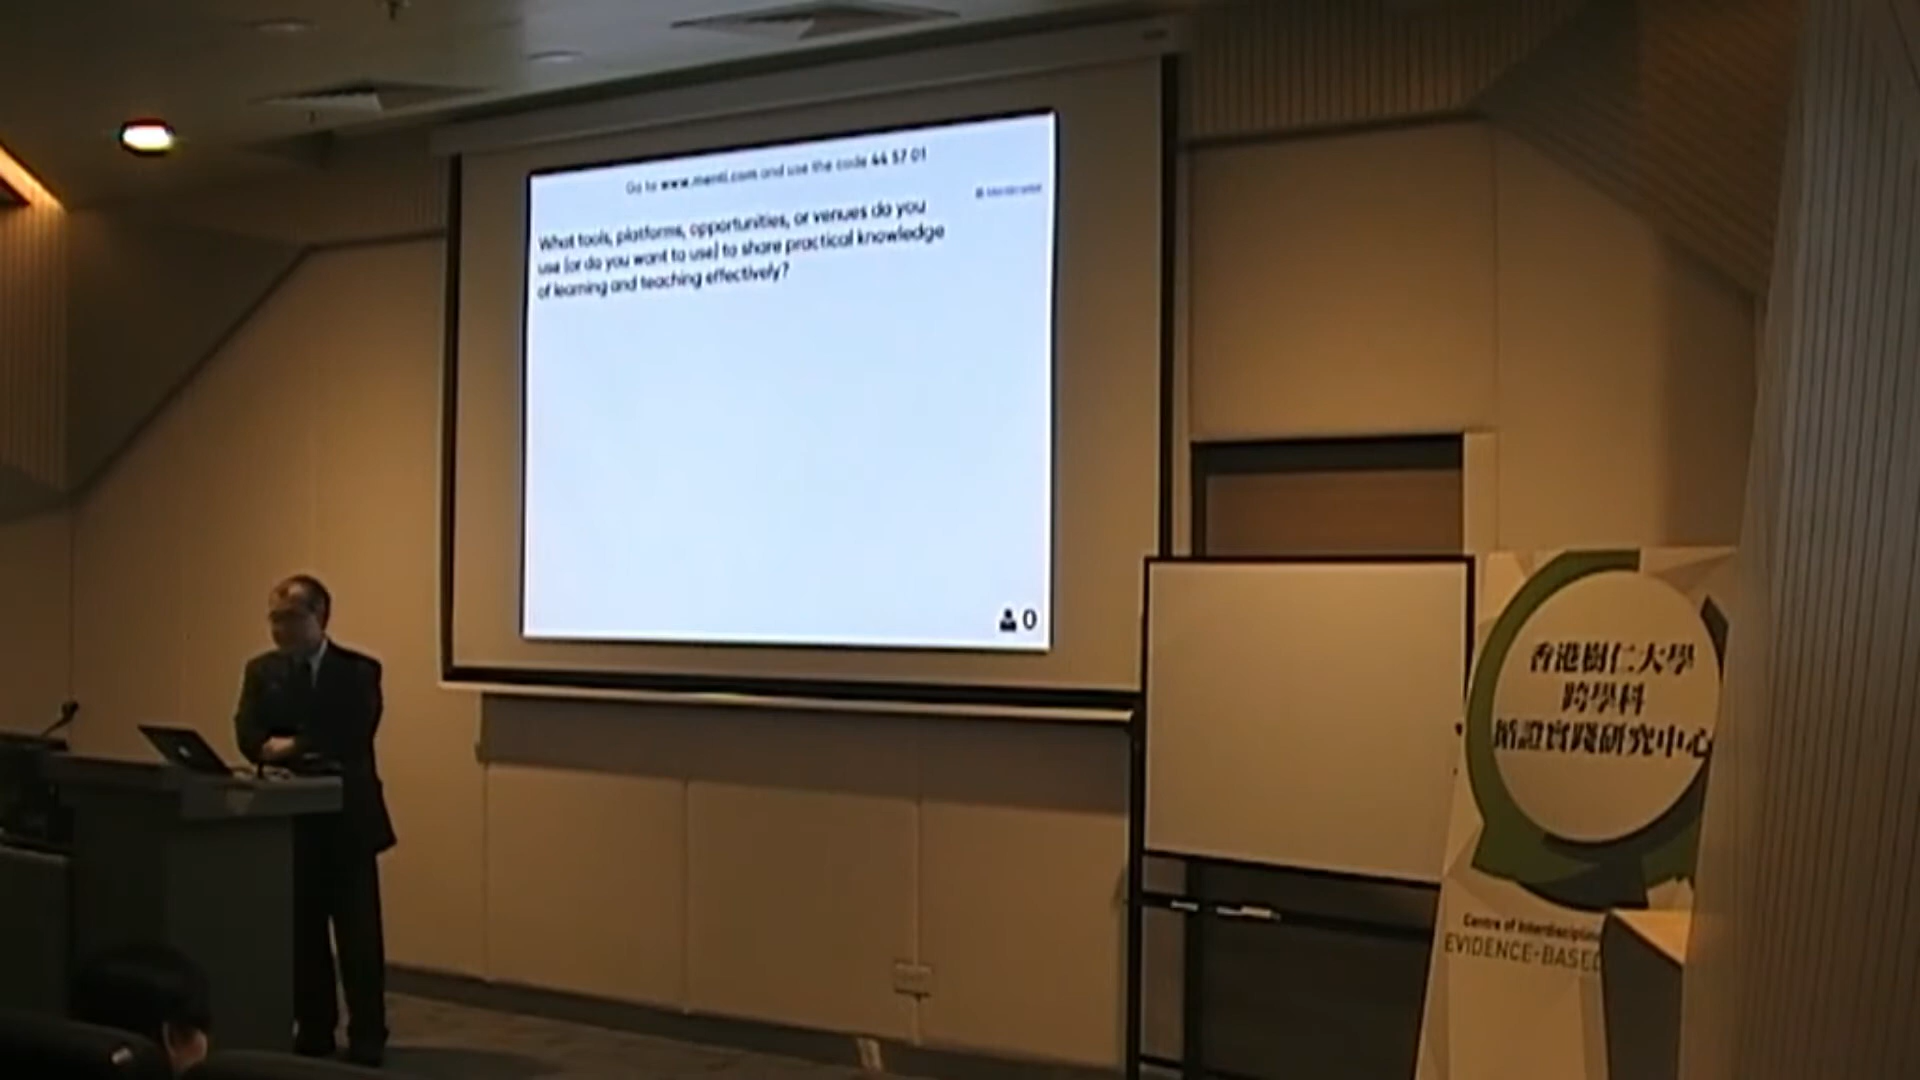 Go to www.menti.com and use the code 44 57 01
Mentimeter
What tools, platforms, opportunities, or venues do you
use (or do you want to use) to share practical knowledge
of learning and teaching effectively?
0
香港樹仁大學
跨學科
循證實踐研究中心
Centre of Interdisciplin
EVIDENCE-BASED